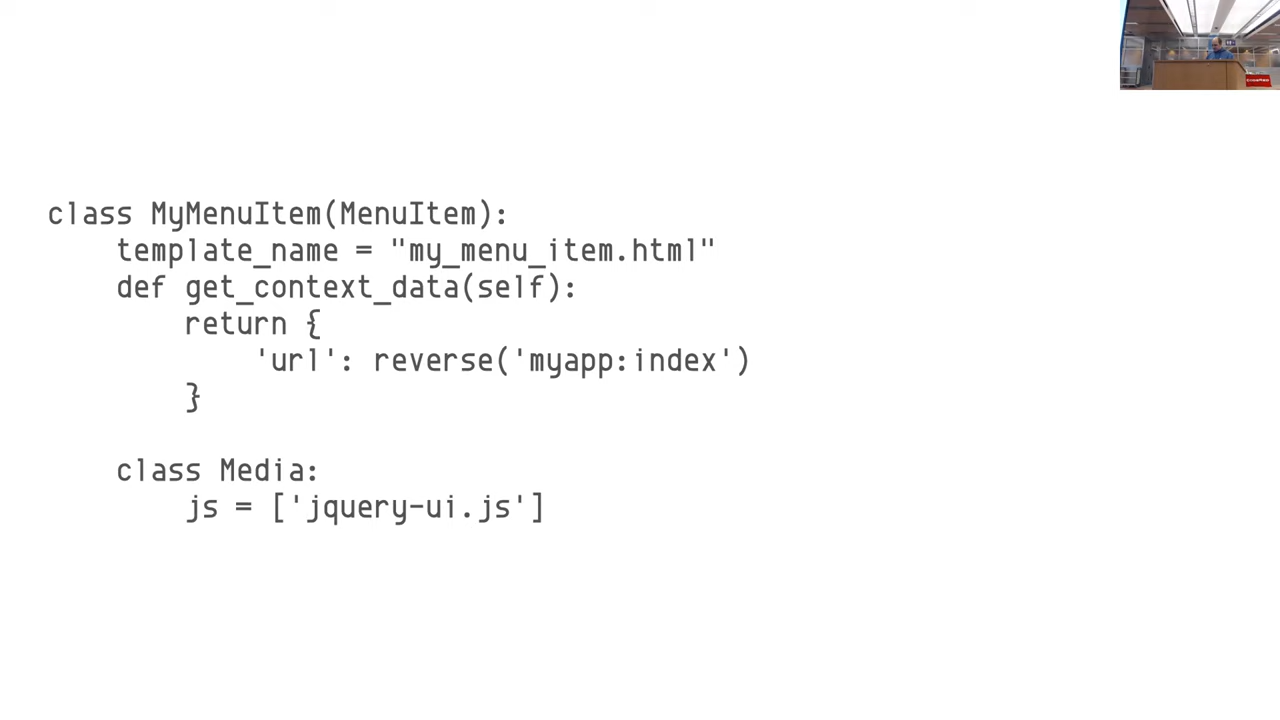 class MyMenuItem(MenuItem):
    template_name = "my_menu_item.html"
    def get_context_data(self):
        return {
            'url': reverse('myapp:index')
        }
    class Media:
        js = ['jquery-ui.js']